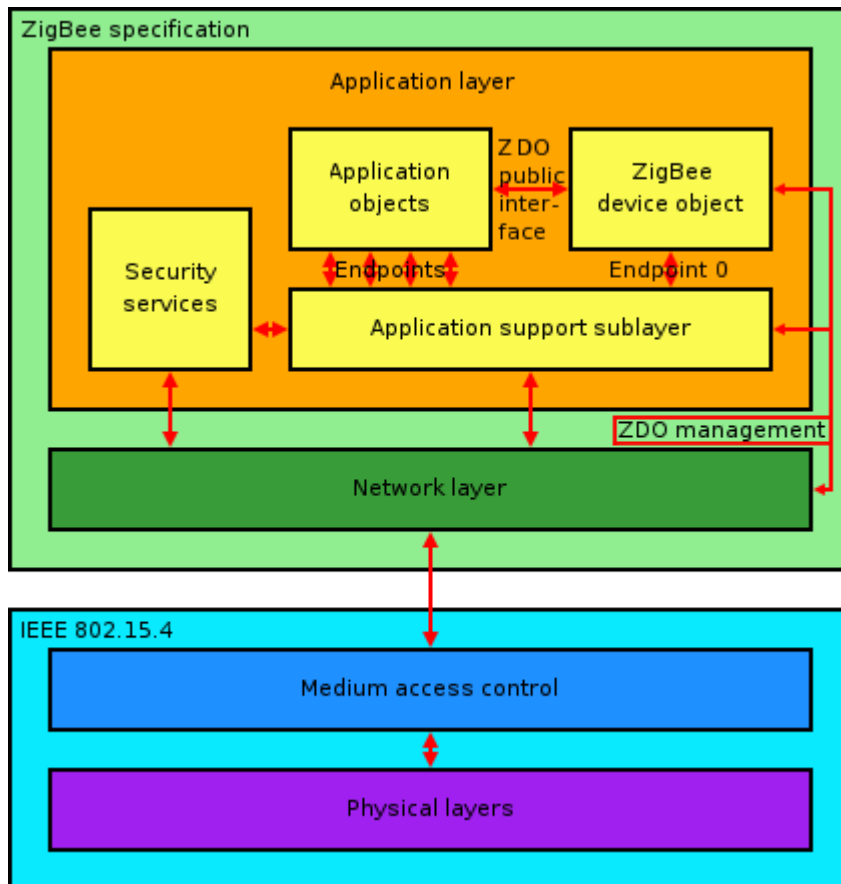 ZigBee specification
Application layer
Application
objects
ZDO
public
inter-
face
ZigBee
device object
Security
services
Endpoints
Endpoint 0
Application support sublayer
ZDO management
Network layer
IEEE 802.15.4
Medium access control
Physical layers